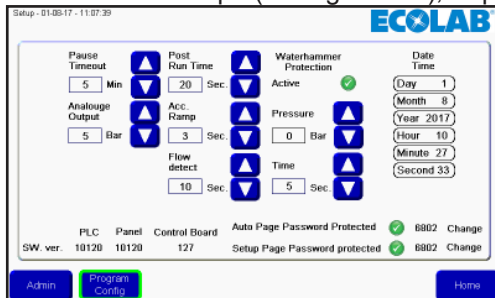 Setup - 01-08-17 - 11:07:39
ECOLAB
Pause Timeout
5 Min
Analouge Output
5 Bar
Post Run Time
20 Sec.
Acc. Ramp
3 Sec.
Flow detect
10 Sec.
Waterhammer Protection
Active
Pressure
0 Bar
Time
5 Sec.
Date Time
Day 1
Month 8
Year 2017
Hour 10
Minute 27
Second 33
PLC Panel Control Board
SW. ver. 10120 10120 127
Auto Page Password Protected 6802 Change
Setup Page Password protected 6802 Change
Admin
Program Config
Home